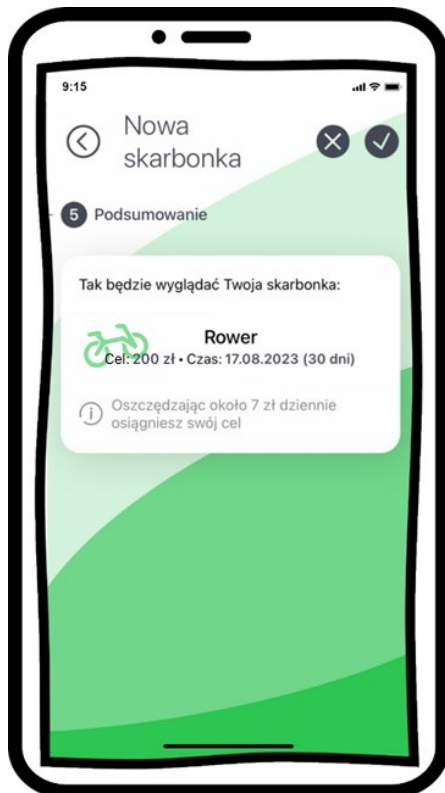 9:15
Nowa
skarbonka
5 Podsumowanie
Tak będzie wyglądać Twoja skarbonka:
Rower
Cel: 200 zł • Czas: 17.08.2023 (30 dni)
Oszczędzając około 7 zł dziennie
osiągniesz swój cel